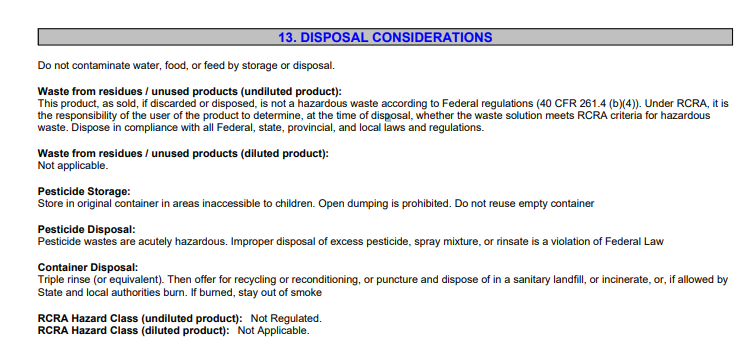 13. DISPOSAL CONSIDERATIONS
Do not contaminate water, food, or feed by storage or disposal.
Waste from residues / unused products (undiluted product):
This product, as sold, if discarded or disposed, is not a hazardous waste according to Federal regulations (40 CFR 261.4 (b)(4)). Under RCRA, it is
the responsibility of the user of the product to determine, at the time of disposal, whether the waste solution meets RCRA criteria for hazardous
waste. Dispose in compliance with all Federal, state, provincial, and local laws and regulations.
Waste from residues / unused products (diluted product):
Not applicable.
Pesticide Storage:
Store in original container in areas inaccessible to children. Open dumping is prohibited. Do not reuse empty container
Pesticide Disposal:
Pesticide wastes are acutely hazardous. Improper disposal of excess pesticide, spray mixture, or rinsate is a violation of Federal Law
Container Disposal:
Triple rinse (or equivalent). Then offer for recycling or reconditioning, or puncture and dispose of in a sanitary landfill, or incinerate, or, if allowed by
State and local authorities burn. If burned, stay out of smoke
RCRA Hazard Class (undiluted product): Not Regulated.
RCRA Hazard Class (diluted product): Not Applicable.